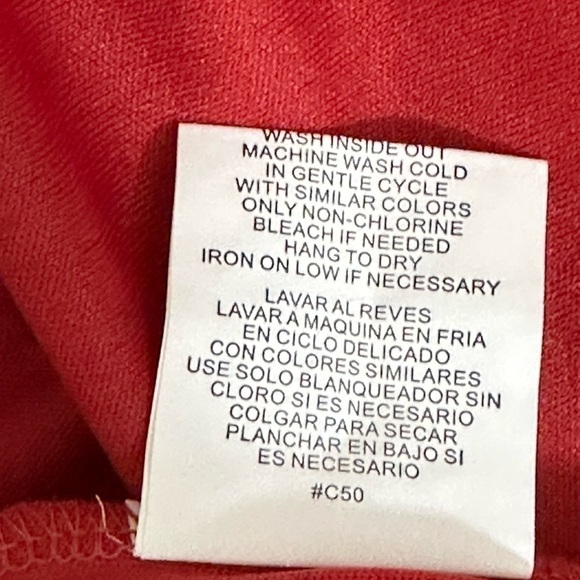 WASH INSIDE OUT
MACHINE WASH COLD
IN GENTLE CYCLE
WITH SIMILAR COLORS
ONLY NON-CHLORINE
BLEACH IF NEEDED
HANG TO DRY
IRON ON LOW IF NECESSARY
LAVAR AL REVES
LAVAR A MAQUINA EN FRIA
EN CICLO DELICADO
CON COLORES SIMILARES
USE SOLO BLANQUEADOR SIN
CLORO SI ES NECESARIO
COLGAR PARA SECAR
PLANCHAR EN BAJO SI
ES NECESARIO
#C50